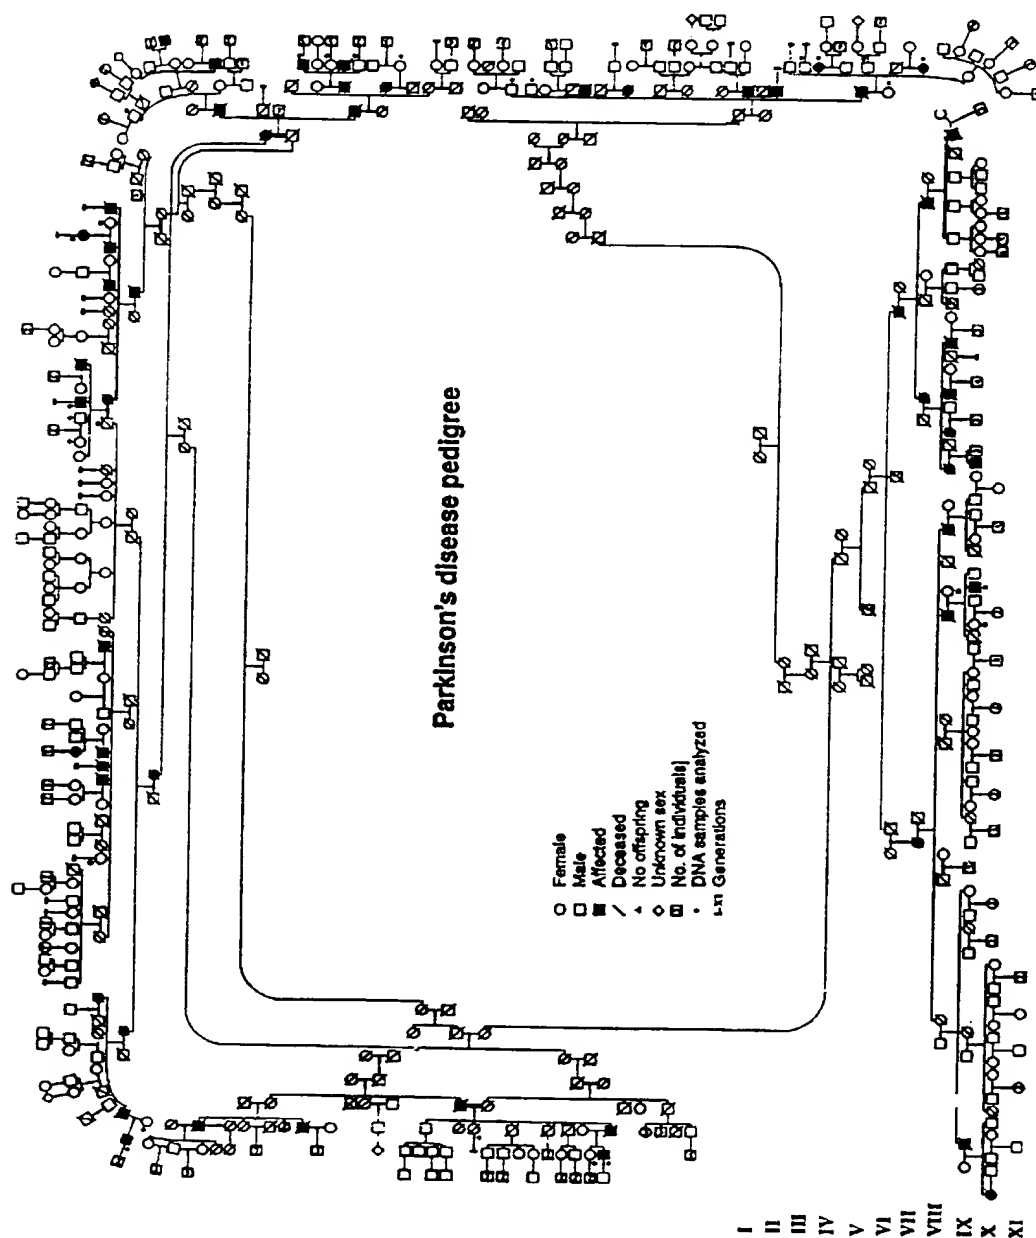 Parkinson's disease pedigree
Female
Male
Affected
Deceased
No offspring
Unknown sex
No. of individuals]
DNA samples analyzed
I-XI Generations
I
II
III
IV
V
VI
VII
VIII
IX
X
XI